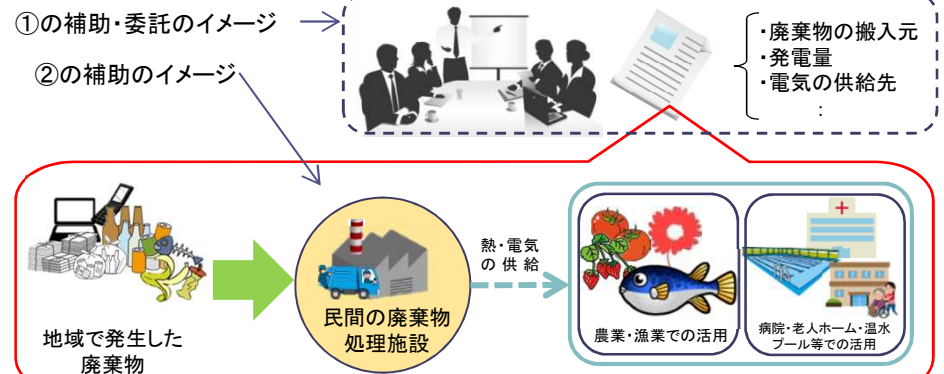 ①の補助・委託のイメージ
②の補助のイメージ
・廃棄物の搬入元
・発電量
・電気の供給先
：
地域で発生した
廃棄物
民間の廃棄物
処理施設
熱・電気
の供給
農業・漁業での活用
病院・老人ホーム・温水
プール等での活用